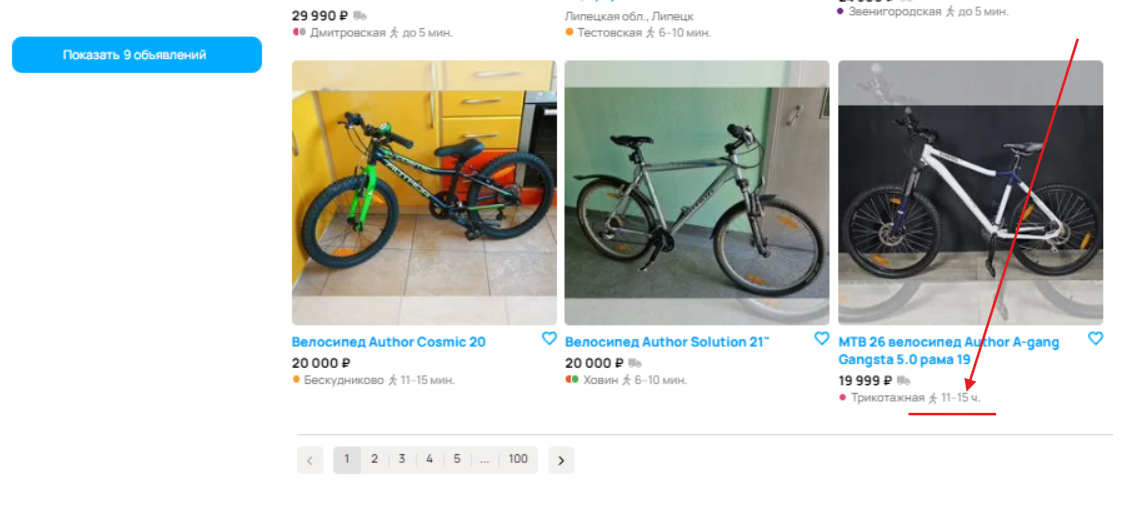 29 990 ₽
Дмитровская до 5 мин.
Липецкая обл., Липецк
Тестовская 6–10 мин.
Звенигородская до 5 мин.
Показать 9 объявлений
Велосипед Author Cosmic 20
20 000 ₽
Бескудниково 11–15 мин.
Велосипед Author Solution 21"
20 000 ₽
Ховин 6–10 мин.
МТВ 26 велосипед Author A-gang
Gangsta 5.0 рама 19
19 999 ₽
Трикотажная 11–15 ч.
1 2 3 4 5 ... 100